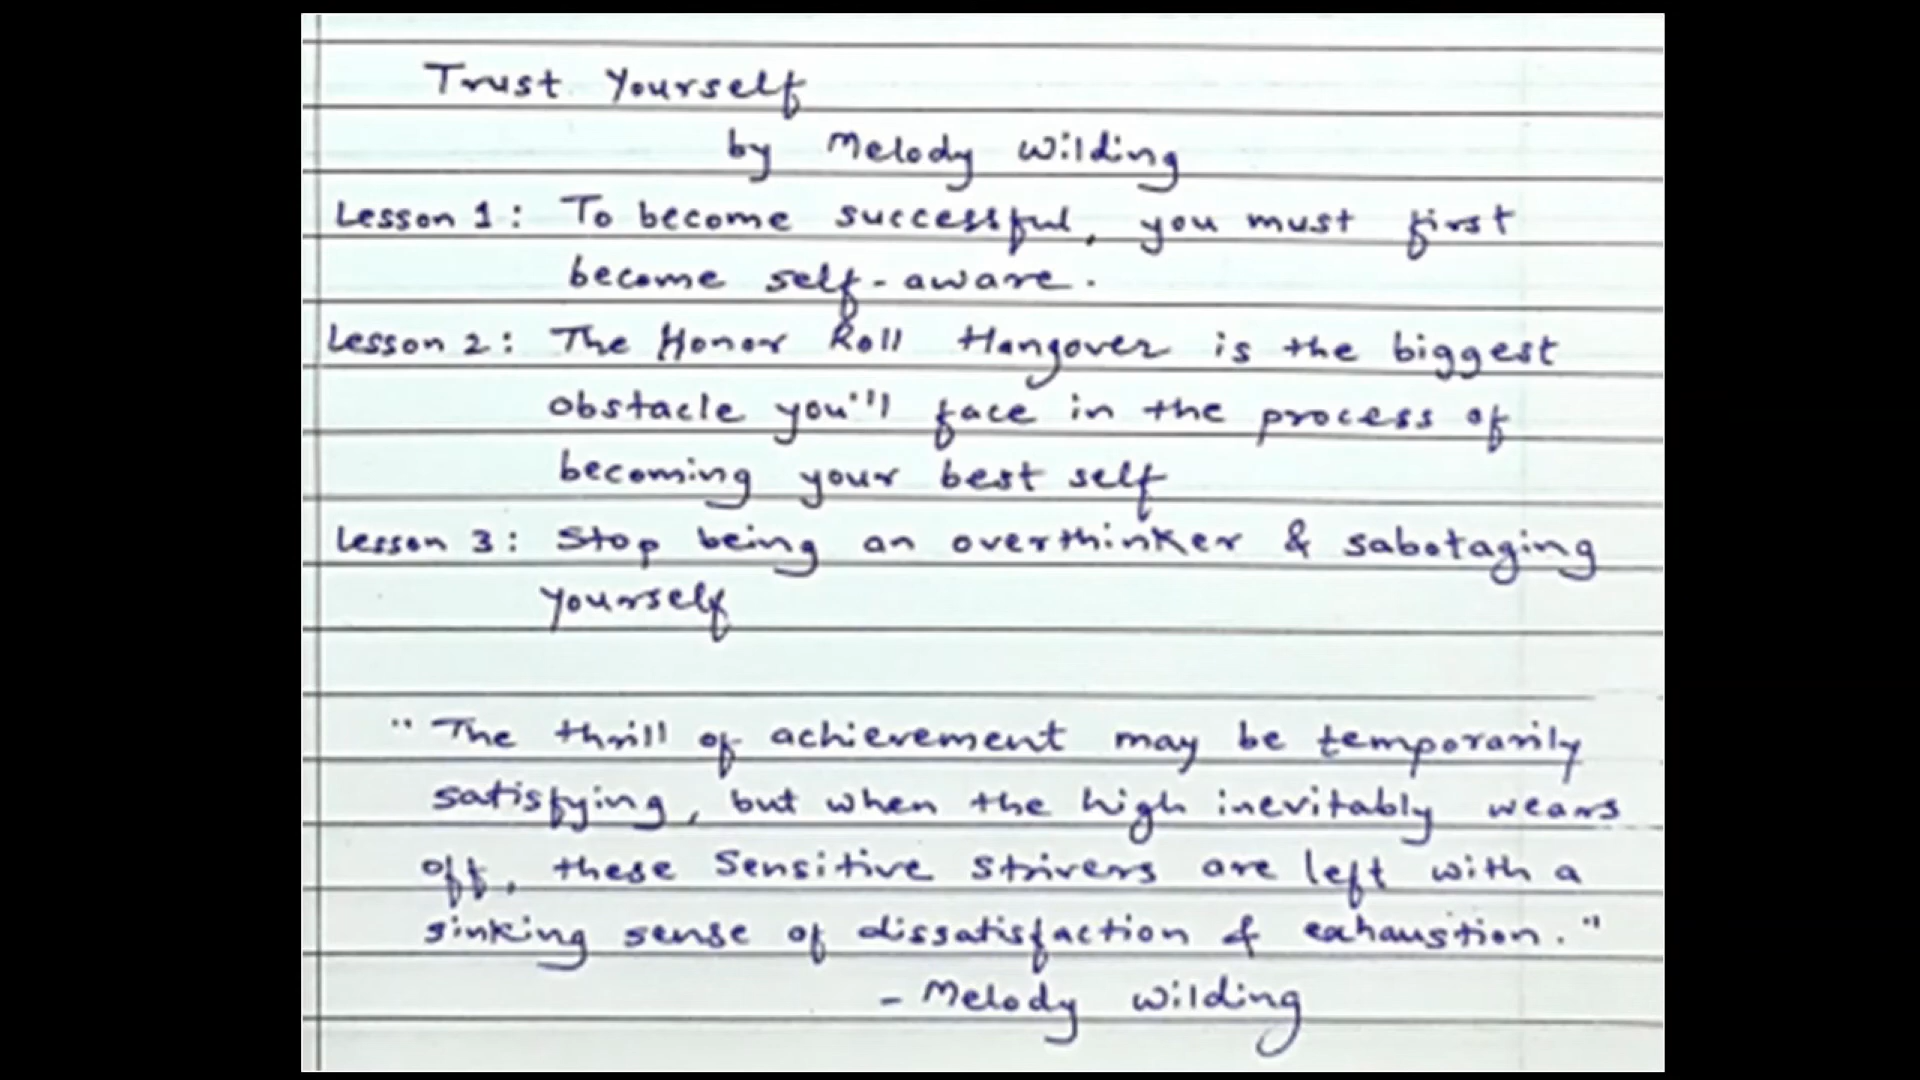 Trust Yourself
by Melody Wilding
Lesson 1: To become successful, you must first
become self-aware.
Lesson 2: The Honor Roll Hangover is the biggest
obstacle you'll face in the process of
becoming your best self
Lesson 3: Stop being an overthinker & sabotaging
yourself
"The thrill of achievement may be temporarily
satisfying, but when the high inevitably wears
off, these Sensitive Strivers are left with a
sinking sense of dissatisfaction & exhaustion."
- Melody Wilding